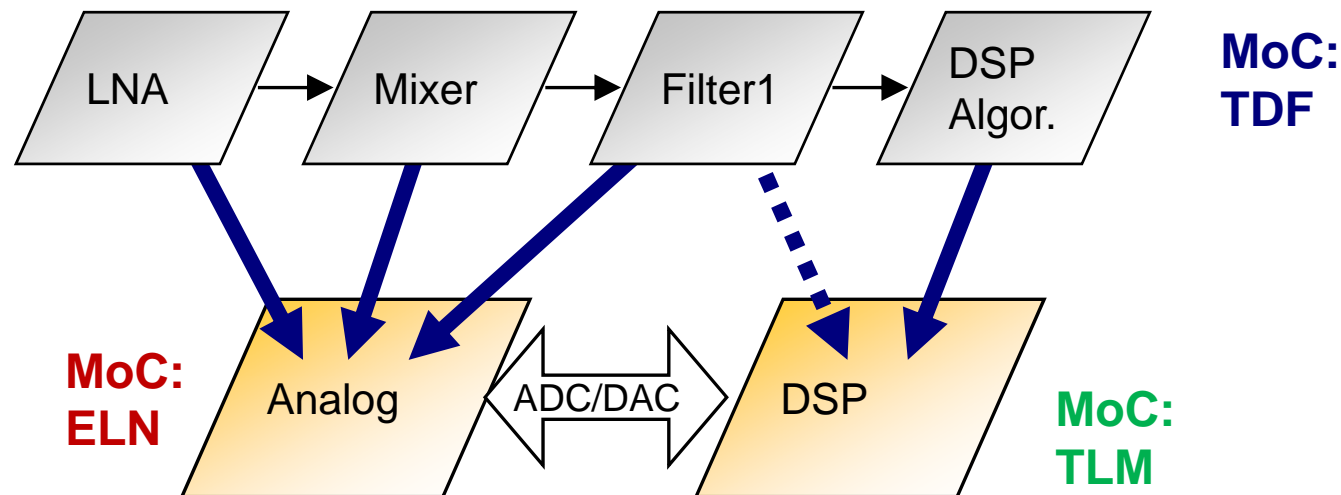 LNA
Mixer
Filter1
DSP
Algor.
MoC:
TDF
MoC:
ELN
Analog
ADC/DAC
DSP
MoC:
TLM